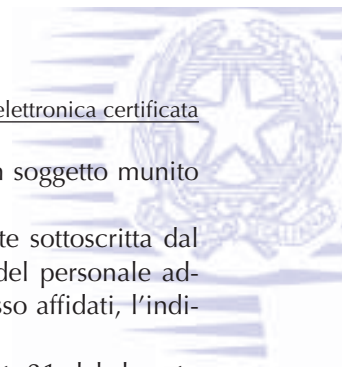 elettronica certificata
n soggetto munito
te sottoscritta dal
del personale ad-
sso affidati, l'indi-